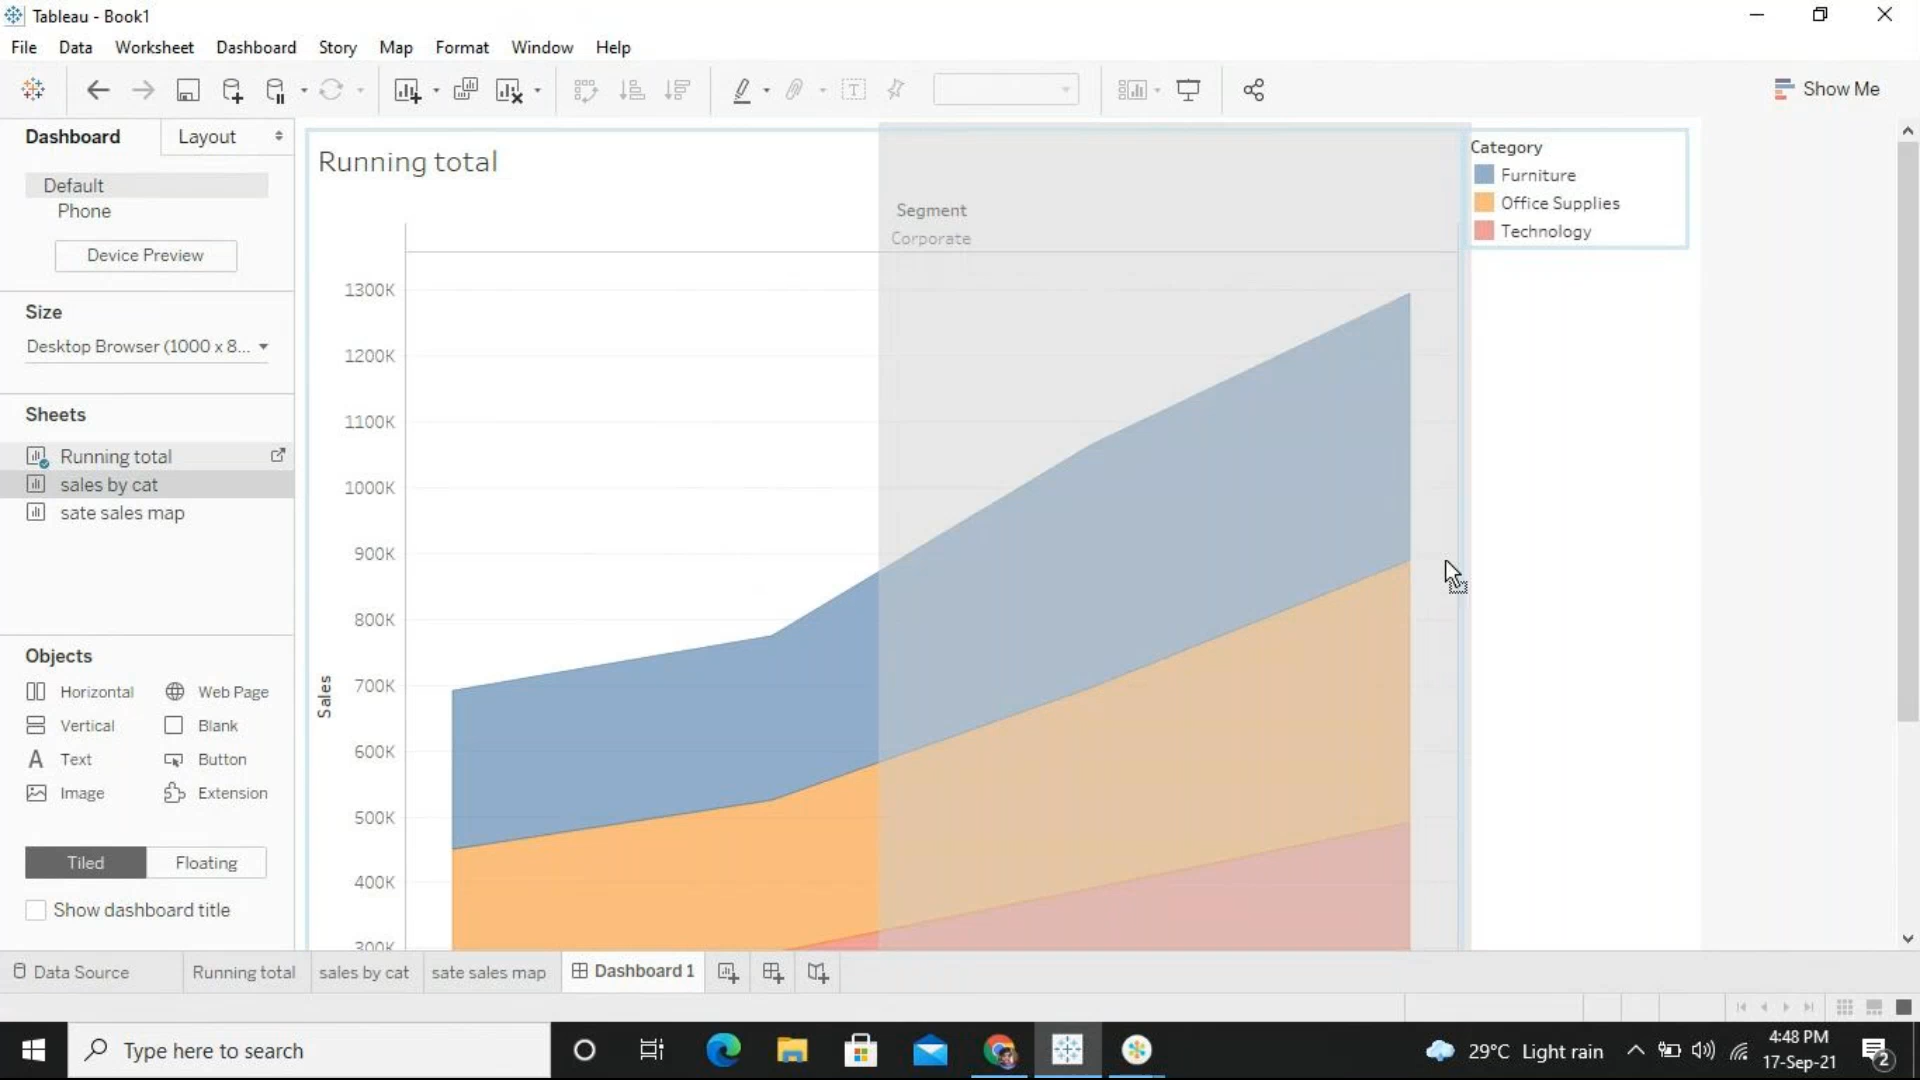 Tableau - Book1
File Data Worksheet Dashboard Story Map Format Window Help
Show Me
Dashboard Layout
Default
Phone
Device Preview
Size
Desktop Browser (1000 x 8...
Sheets
Running total
sales by cat
sate sales map
Objects
Horizontal Web Page
Vertical Blank
Text Button
Image Extension
Tiled Floating
Show dashboard title
Running total
Segment
Corporate
1300K
1200K
1100K
1000K
900K
800K
700K
600K
500K
400K
300K
Sales
Category
Furniture
Office Supplies
Technology
Data Source Running total sales by cat sate sales map Dashboard 1
Type here to search
29°C Light rain
4:48 PM
17-Sep-21
2